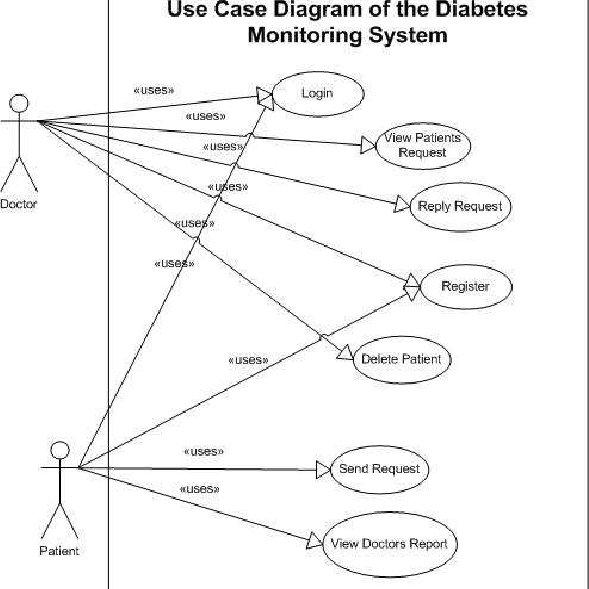 Use Case Diagram of the Diabetes
Monitoring System
«uses»
Login
«uses»
View Patients
Request
«uses»
«uses»
Doctor
Reply Request
«uses»
«uses»
Register
«uses»
Delete Patient
«uses»
Send Request
«uses»
Patient
View Doctors Report